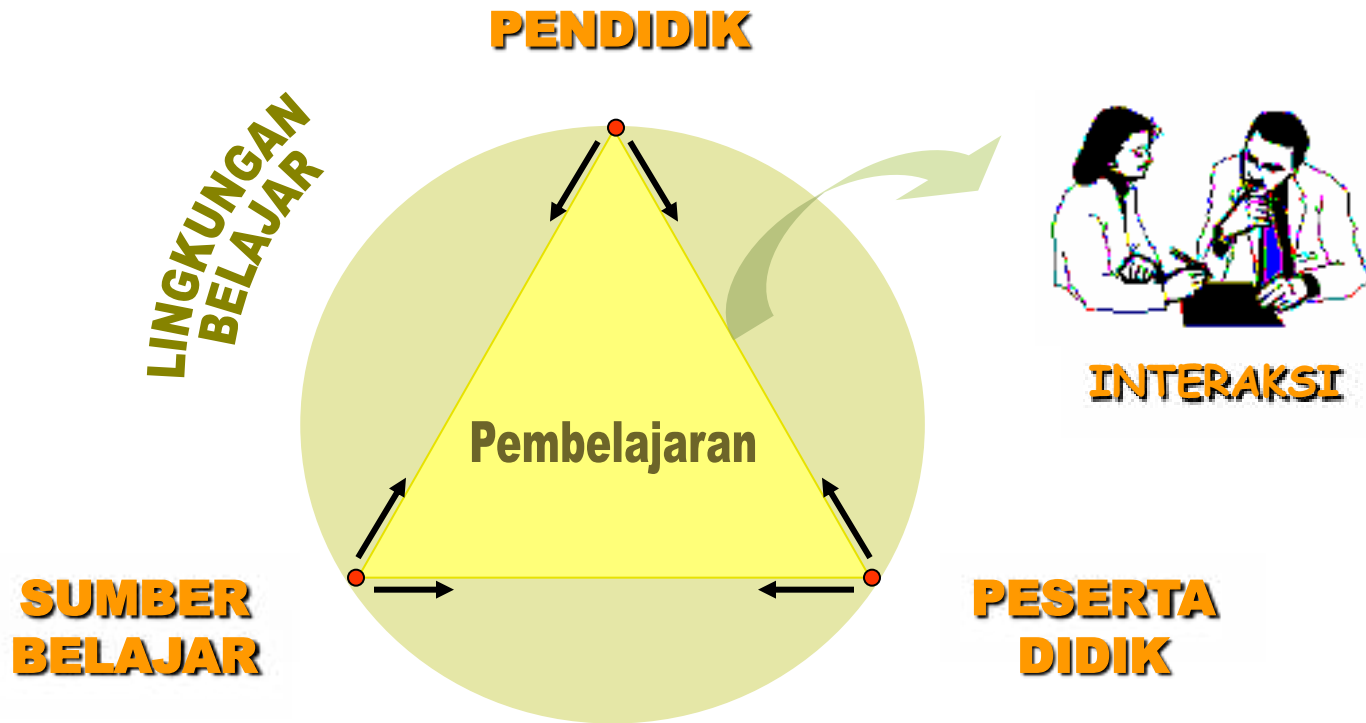 PENDIDIK
LINGKUNGAN
BELAJAR
INTERAKSI
Pembelajaran
SUMBER
BELAJAR
PESERTA
DIDIK